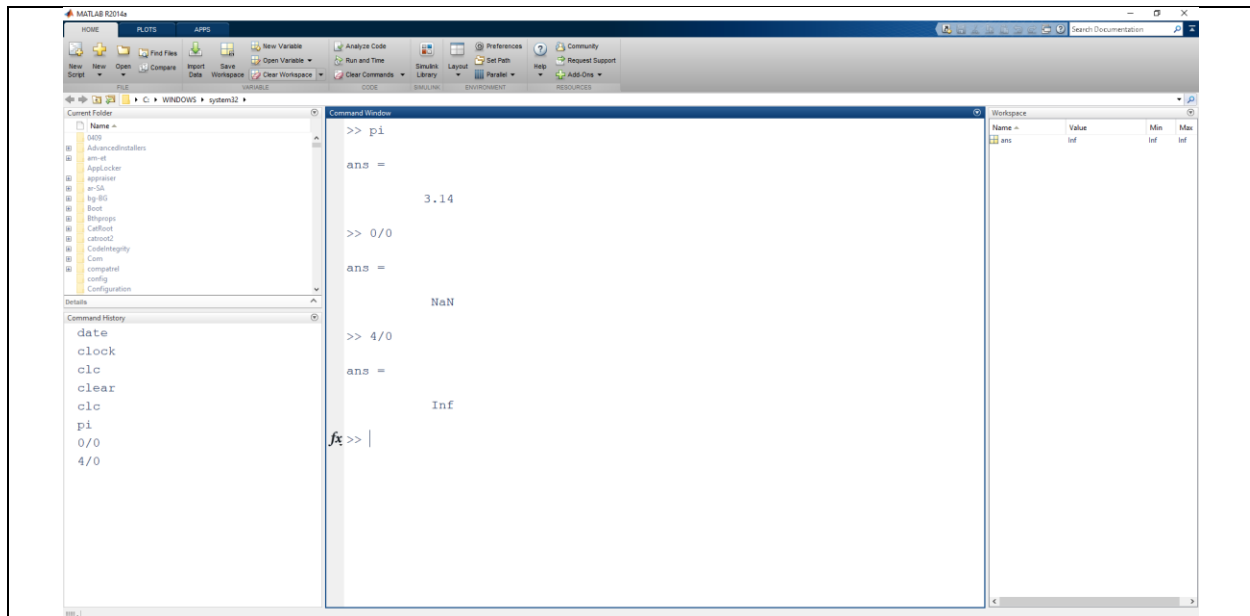 MATLAB R2014a
HOME PLOTS APPS
Search Documentation
New Script
New
Open
Find Files
Compare
Import Data
Save Workspace
New Variable
Open Variable
Clear Workspace
Analyze Code
Run and Time
Clear Commands
Simulink Library
Layout
Preferences
Set Path
Parallel
Help
Community
Request Support
Add-Ons
FILE VARIABLE CODE SIMULINK ENVIRONMENT RESOURCES
C: WINDOWS system32
Current Folder
Name
0409
AdvancedInstallers
am-et
AppLocker
appraiser
ar-SA
bg-BG
Boot
Bthprops
CatRoot
catroot2
CodeIntegrity
Com
compatrel
config
Configuration
Details
Command History
date
clock
clc
clear
clc
pi
0/0
4/0
Command Window
>> pi
ans =
3.14
>> 0/0
ans =
NaN
>> 4/0
ans =
Inf
fx >>
Workspace
Name Value Min Max
ans Inf Inf Inf